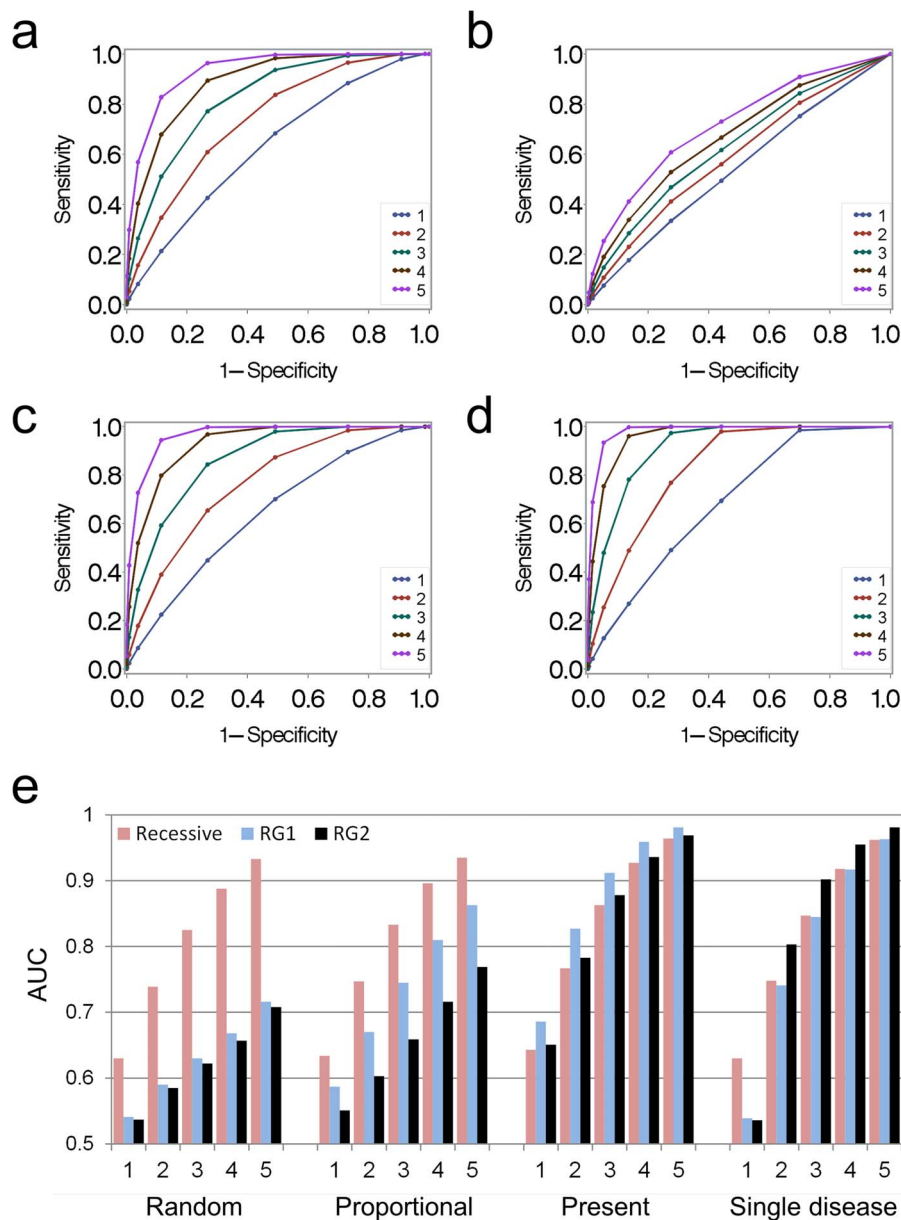 a
b
Sensitivity
1.0
0.8
0.6
0.4
0.2
0.0
0.0 0.2 0.4 0.6 0.8 1.0
1–Specificity
1
2
3
4
5
Sensitivity
1.0
0.8
0.6
0.4
0.2
0.0
0.0 0.2 0.4 0.6 0.8 1.0
1–Specificity
1
2
3
4
5
c
d
Sensitivity
1.0
0.8
0.6
0.4
0.2
0.0
0.0 0.2 0.4 0.6 0.8 1.0
1–Specificity
1
2
3
4
5
Sensitivity
1.0
0.8
0.6
0.4
0.2
0.0
0.0 0.2 0.4 0.6 0.8 1.0
1–Specificity
1
2
3
4
5
e
Recessive RG1 RG2
AUC
1
0.9
0.8
0.7
0.6
0.5
1 2 3 4 5 1 2 3 4 5 1 2 3 4 5 1 2 3 4 5
Random Proportional Present Single disease